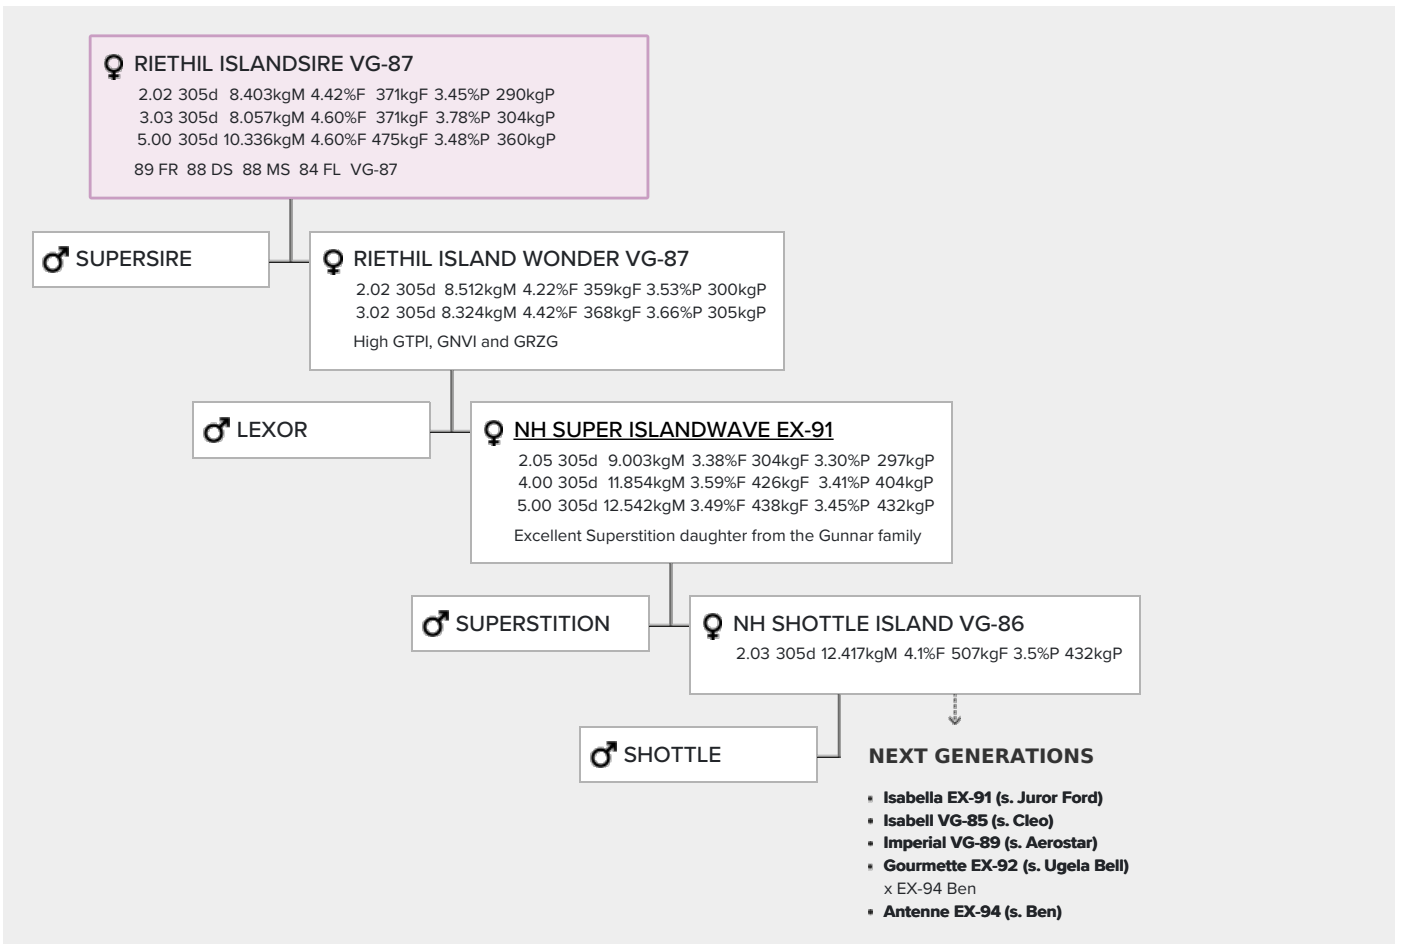 RIETHIL ISLANDSIRE VG-87
2.02 305d 8.403kgM 4.42%F 371kgF 3.45%P 290kgP
3.03 305d 8.057kgM 4.60%F 371kgF 3.78%P 304kgP
5.00 305d 10.336kgM 4.60%F 475kgF 3.48%P 360kgP
89 FR 88 DS 88 MS 84 FL VG-87
SUPERSIRE
RIETHIL ISLAND WONDER VG-87
2.02 305d 8.512kgM 4.22%F 359kgF 3.53%P 300kgP
3.02 305d 8.324kgM 4.42%F 368kgF 3.66%P 305kgP
High GTPI, GNVI and GRZG
LEXOR
NH SUPER ISLANDWAVE EX-91
2.05 305d 9.003kgM 3.38%F 304kgF 3.30%P 297kgP
4.00 305d 11.854kgM 3.59%F 426kgF 3.41%P 404kgP
5.00 305d 12.542kgM 3.49%F 438kgF 3.45%P 432kgP
Excellent Superstition daughter from the Gunnar family
SUPERSTITION
NH SHOTTLE ISLAND VG-86
2.03 305d 12.417kgM 4.1%F 507kgF 3.5%P 432kgP
SHOTTLE
NEXT GENERATIONS
• Isabella EX-91 (s. Juror Ford)
• Isabell VG-85 (s. Cleo)
• Imperial VG-89 (s. Aerostar)
• Gourmette EX-92 (s. Ugela Bell)
x EX-94 Ben
• Antenne EX-94 (s. Ben)